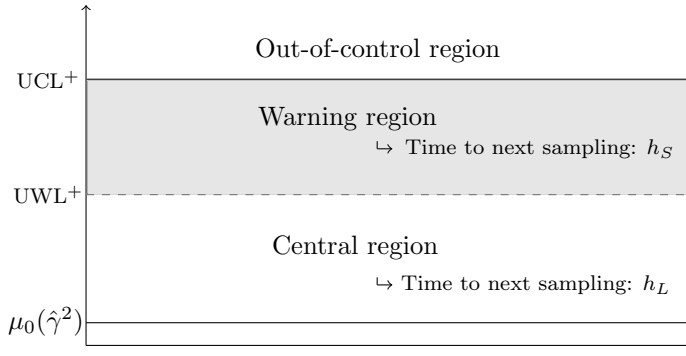 Out-of-control region
UCL⁺
Warning region
↪ Time to next sampling: h_S
UWL⁺
Central region
↪ Time to next sampling: h_L
μ₀(γ̂²)